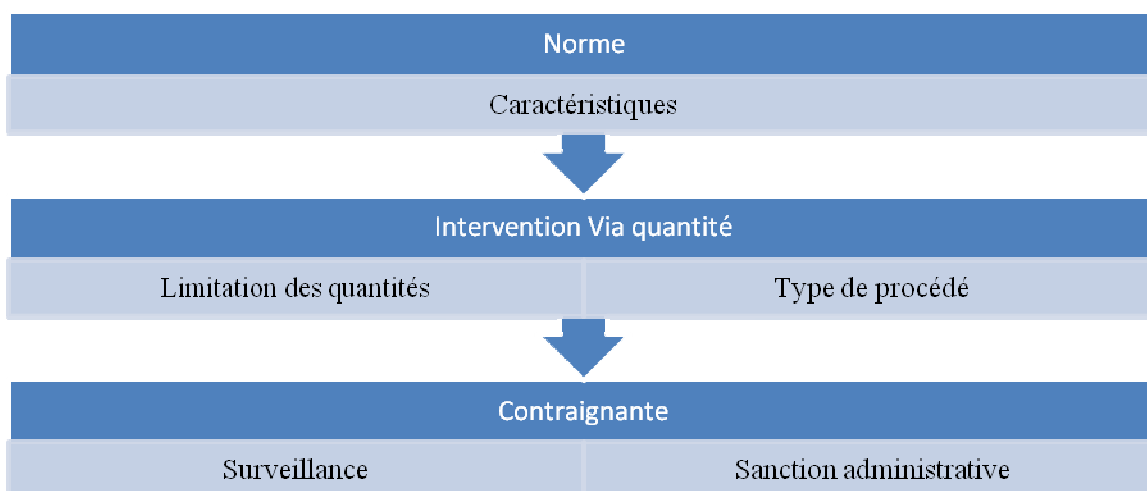 Norme
Caractéristiques
Intervention Via quantité
Limitation des quantités
Type de procédé
Contraignante
Surveillance
Sanction administrative